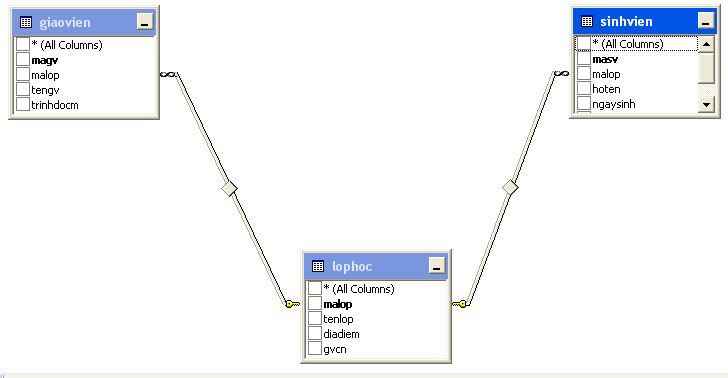 giaovien
* (All Columns)
magv
malop
tengv
trinhdocm
sinhvien
* (All Columns)
masv
malop
hoten
ngaysinh
lophoc
* (All Columns)
malop
tenlop
diadiem
gvcn